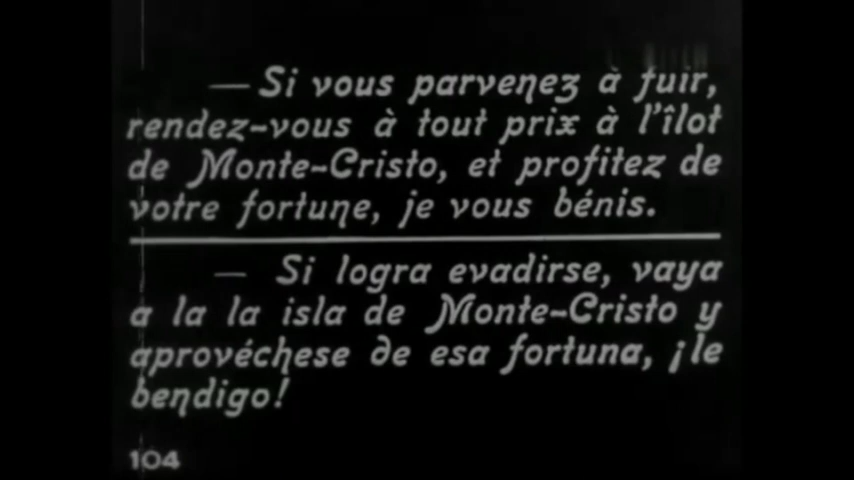 — Si vous parvenez à fuir,
rendez-vous à tout prix à l'îlot
de Monte-Cristo, et profitez de
votre fortune, je vous bénis.
— Si logra evadirse, vaya
a la la isla de Monte-Cristo y
aprovéchese de esa fortuna, ¡le
bendigo!
104